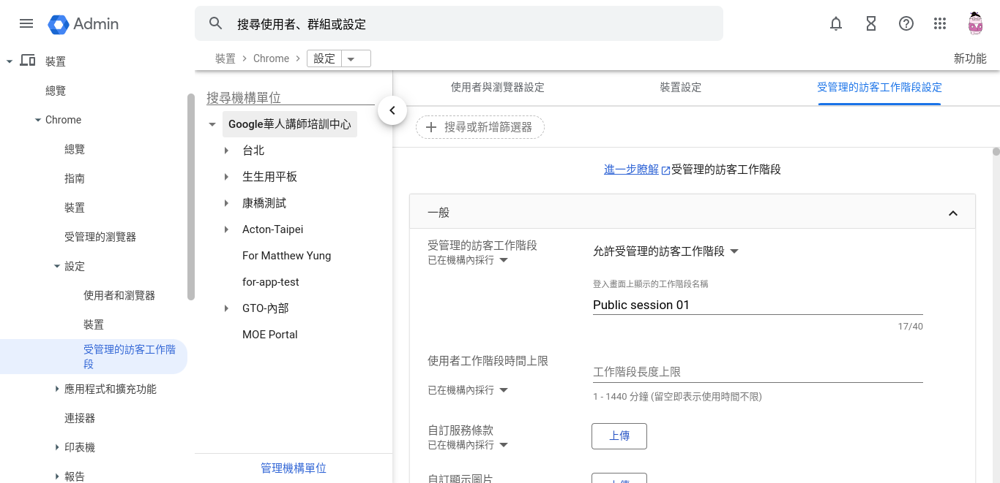 Admin
搜尋使用者、群組或設定
裝置
總覽
Chrome
總覽
指南
裝置
受管理的瀏覽器
設定
使用者和瀏覽器
裝置
受管理的訪客工作階
段
應用程式和擴充功能
連接器
印表機
報告
裝置 > Chrome > 設定
新功能
搜尋機構單位
Google華人講師培訓中心
台北
生生用平板
康橋測試
Acton-Taipei
For Matthew Yung
for-app-test
GTO-內部
MOE Portal
管理機構單位
使用者與瀏覽器設定 裝置設定 受管理的訪客工作階段設定
搜尋或新增篩選器
進一步瞭解受管理的訪客工作階段
一般
受管理的訪客工作階段
已在機構內採行
允許受管理的訪客工作階段
登入畫面上顯示的工作階段名稱
Public session 01
17/40
使用者工作階段時間上限
已在機構內採行
工作階段長度上限
1 - 1440 分鐘 (留空即表示使用時間不限)
自訂服務條款
已在機構內採行
上傳
自訂顯示圖片
上傳